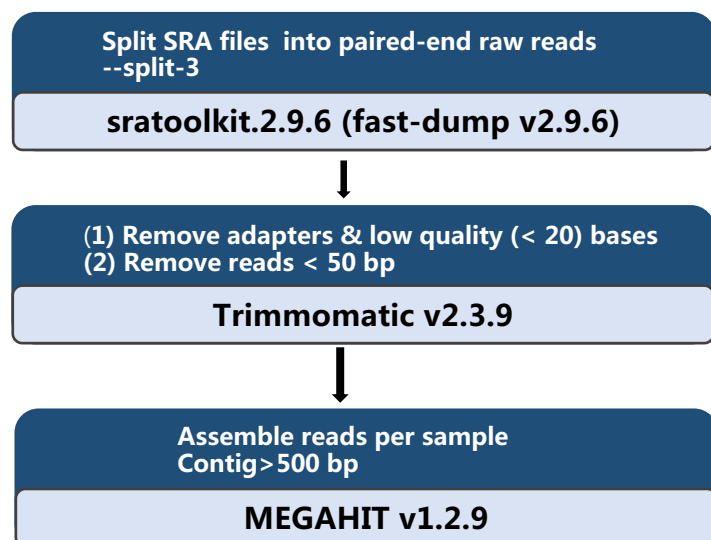 Split SRA files into paired-end raw reads
--split-3
sratoolkit.2.9.6 (fast-dump v2.9.6)
(1) Remove adapters & low quality (< 20) bases
(2) Remove reads < 50 bp
Trimmomatic v2.3.9
Assemble reads per sample
Contig>500 bp
MEGAHIT v1.2.9